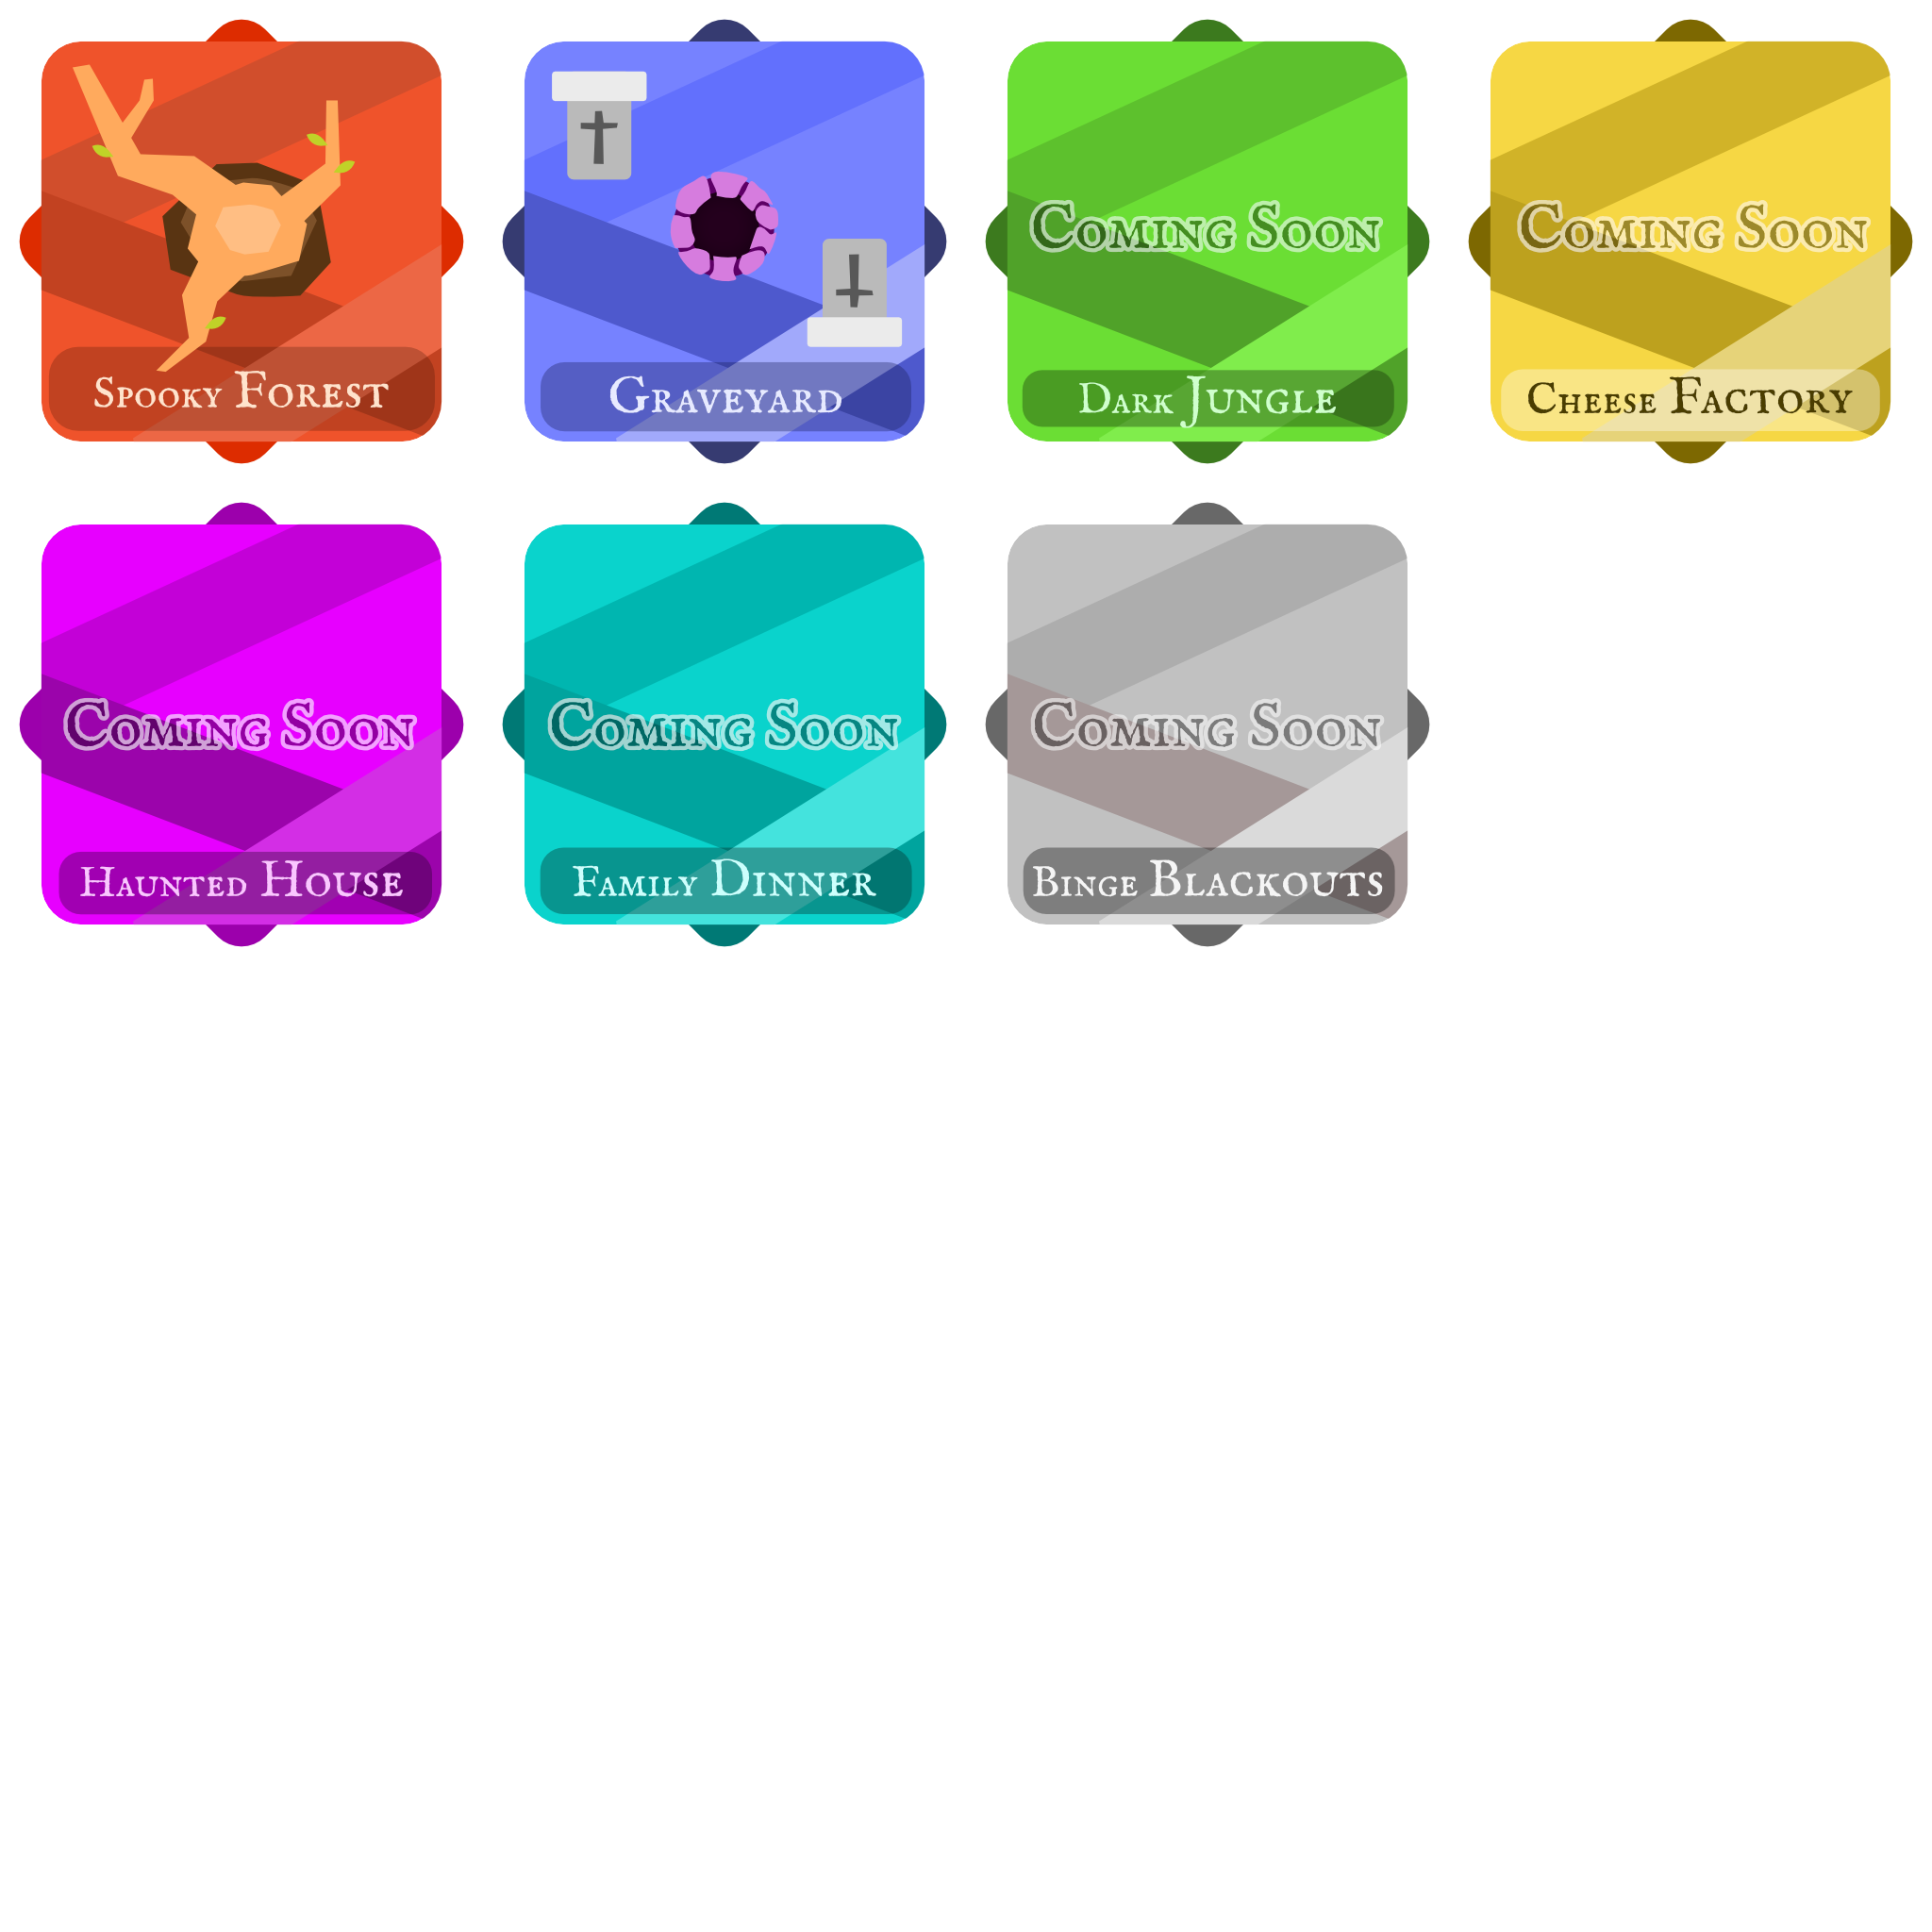 Coming Soon
Coming Soon
Spooky Forest
Graveyard
Dark Jungle
Cheese Factory
Coming Soon
Coming Soon
Coming Soon
Haunted House
Family Dinner
Binge Blackouts